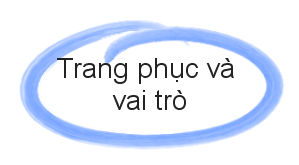 Trang phục và
vai trò